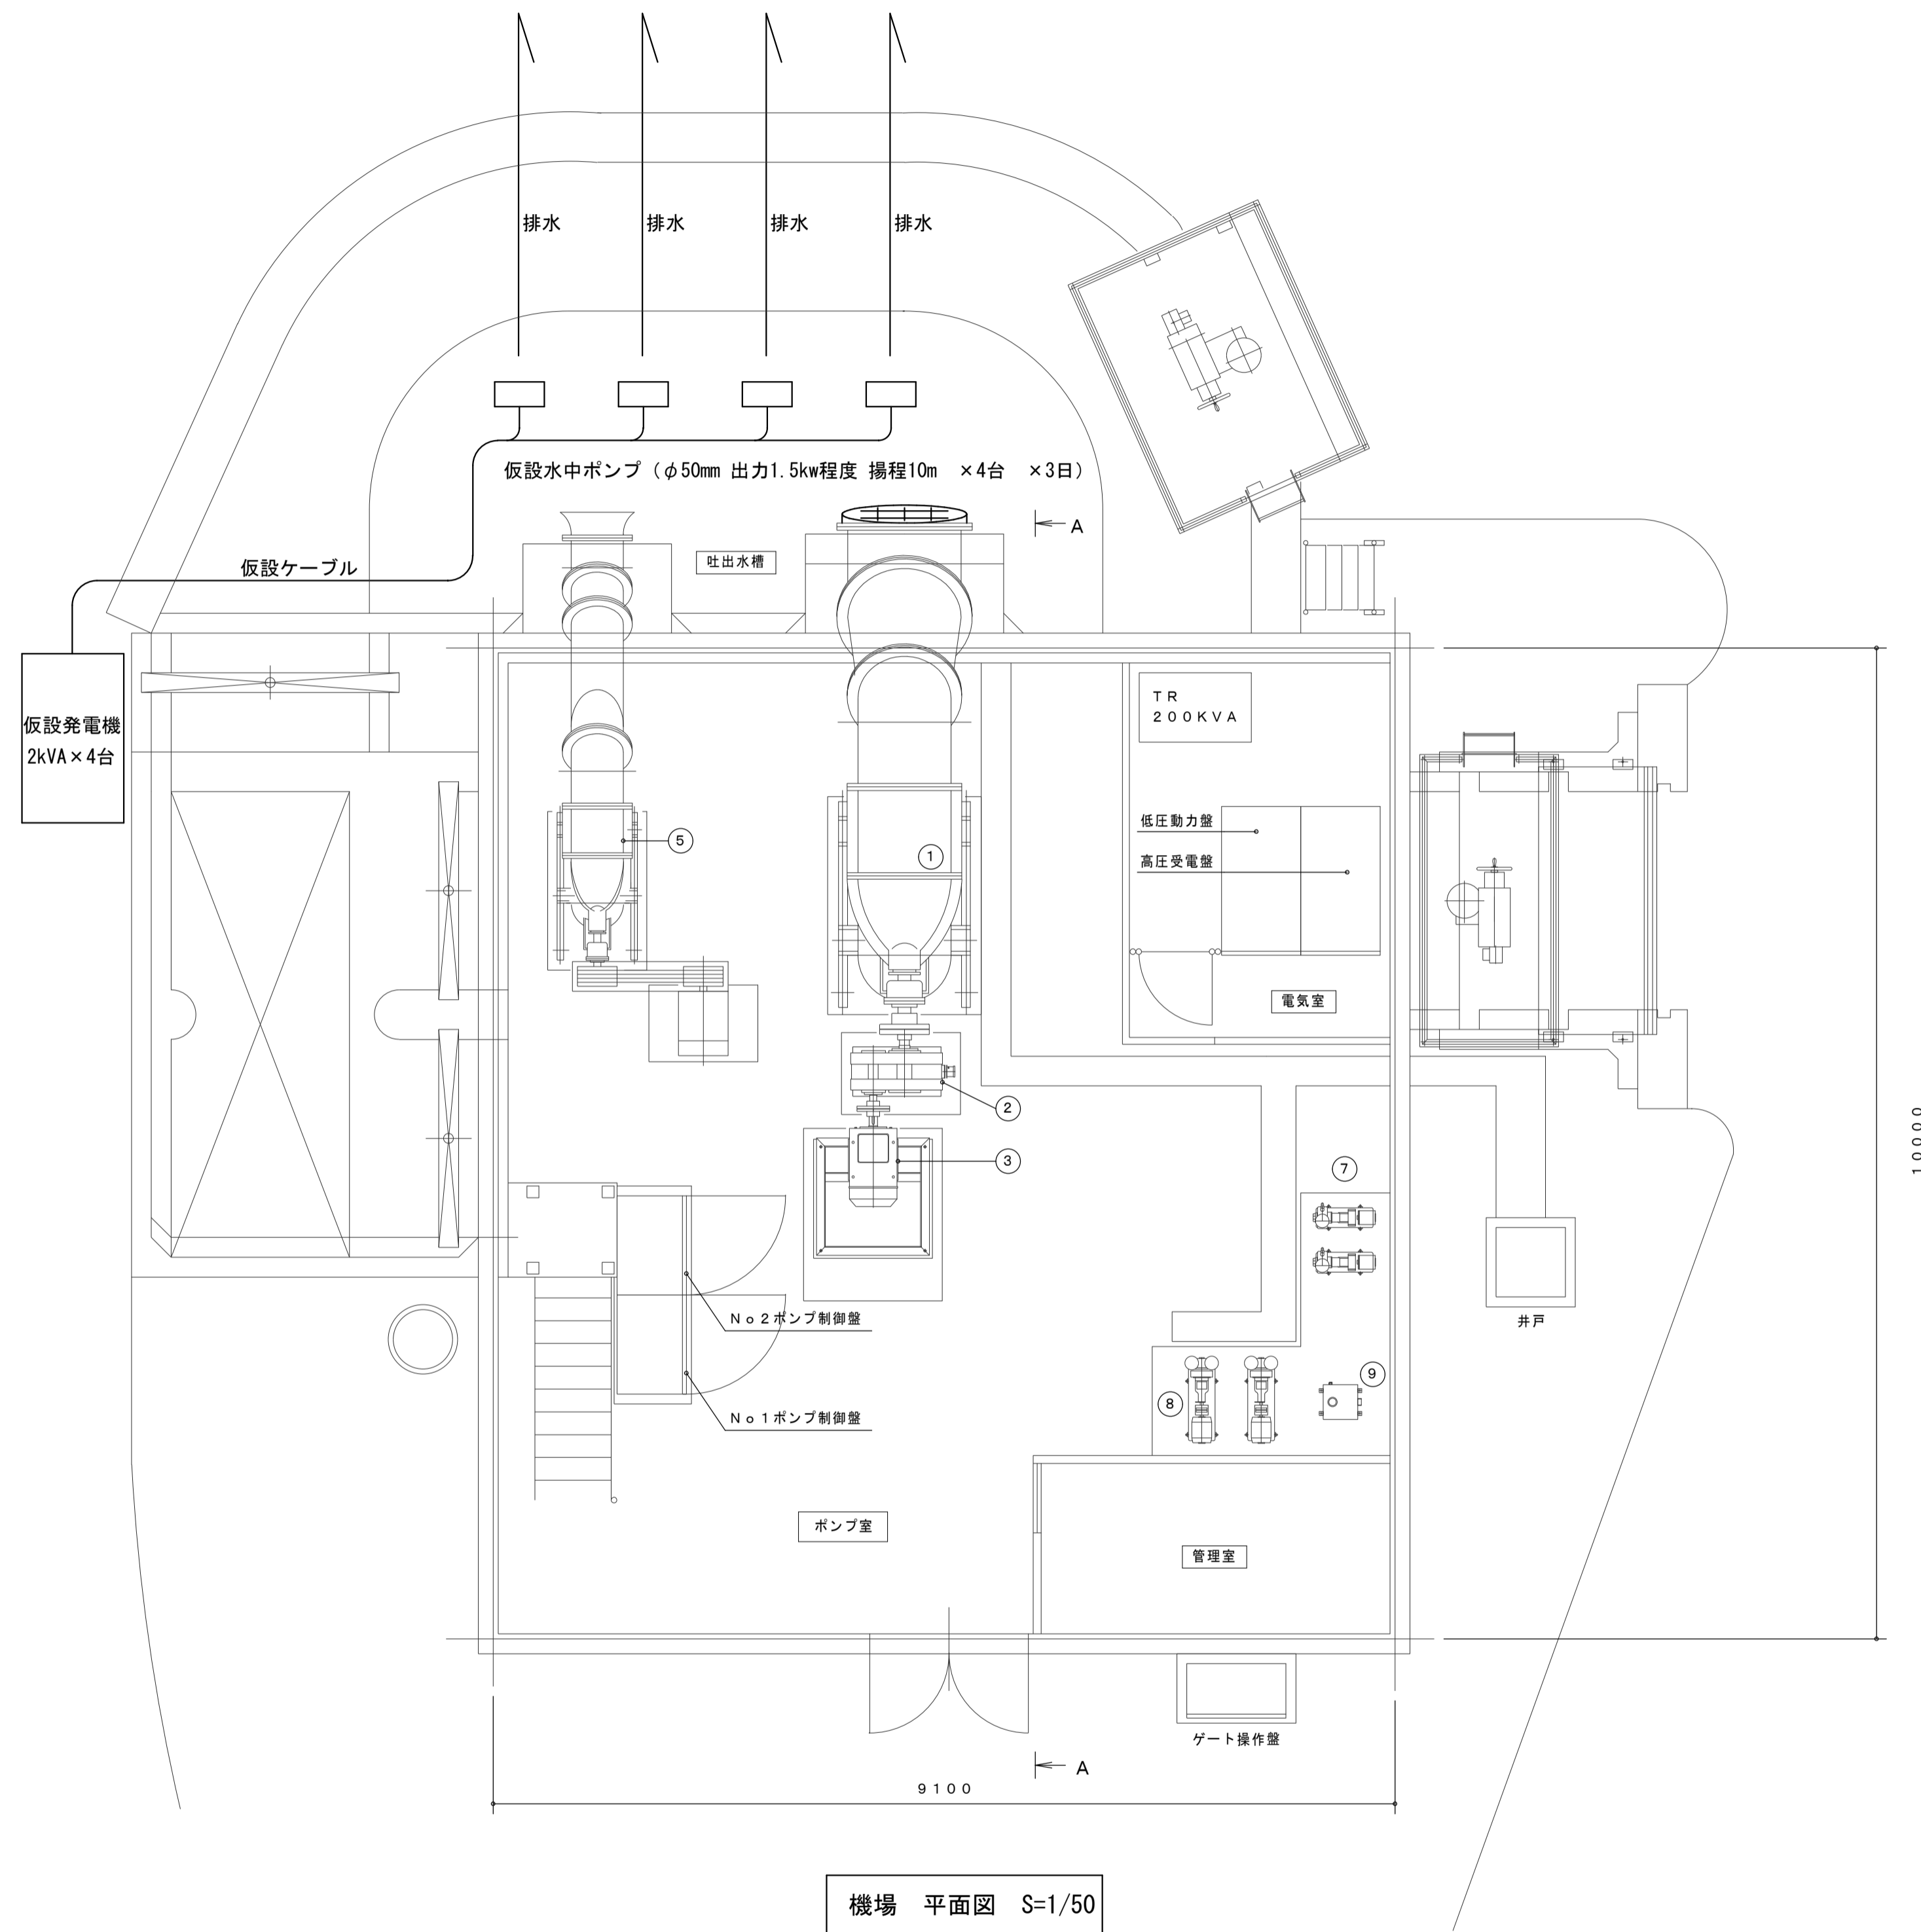 排水
排水
排水
排水
仮設水中ポンプ（φ50mm 出力1.5kw程度 揚程10m　×4台　×3日）
A
吐出水槽
仮設ケーブル
仮設発電機
2kVA×4台
TR
200KVA
低圧動力盤
高圧受電盤
⑤
①
電気室
②
③
⑦
10000
No2ポンプ制御盤
井戸
⑨
⑧
No1ポンプ制御盤
ポンプ室
管理室
ゲート操作盤
A
9100
機場　平面図　S=1/50